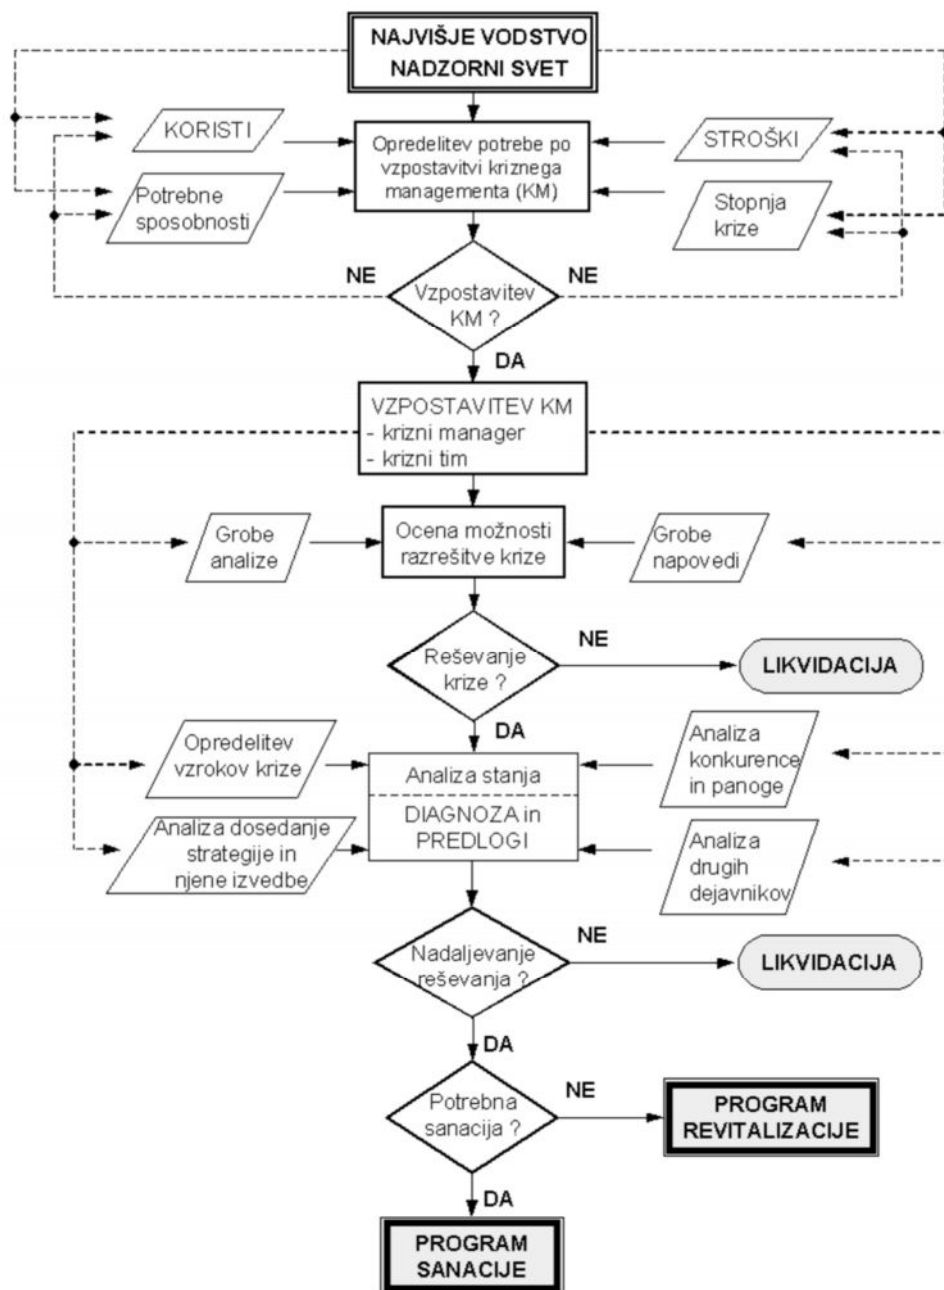 NAJVIŠJE VODSTVO
NADZORNI SVET
KORISTI
Opredelitev potrebe po
vzpostavitvi kriznega
managementa (KM)
STROŠKI
Potrebne
sposobnosti
Stopnja
krize
NE
NE
Vzpostavitev
KM ?
DA
VZPOSTAVITEV KM
- krizni manager
- krizni tim
Grobe
analize
Ocena možnosti
razrešitve krize
Grobe
napovedi
NE
Reševanje
krize ?
LIKVIDACIJA
DA
Opredelitev
vzrokov krize
Analiza stanja
Analiza
konkurence
in panoge
Analiza dosedanje
strategije in
njene izvedbe
DIAGNOZA in
PREDLOGI
Analiza
drugih
dejavnikov
NE
Nadaljevanje
reševanja ?
LIKVIDACIJA
DA
NE
Potrebna
sanacija ?
PROGRAM
REVITALIZACIJE
DA
PROGRAM
SANACIJE